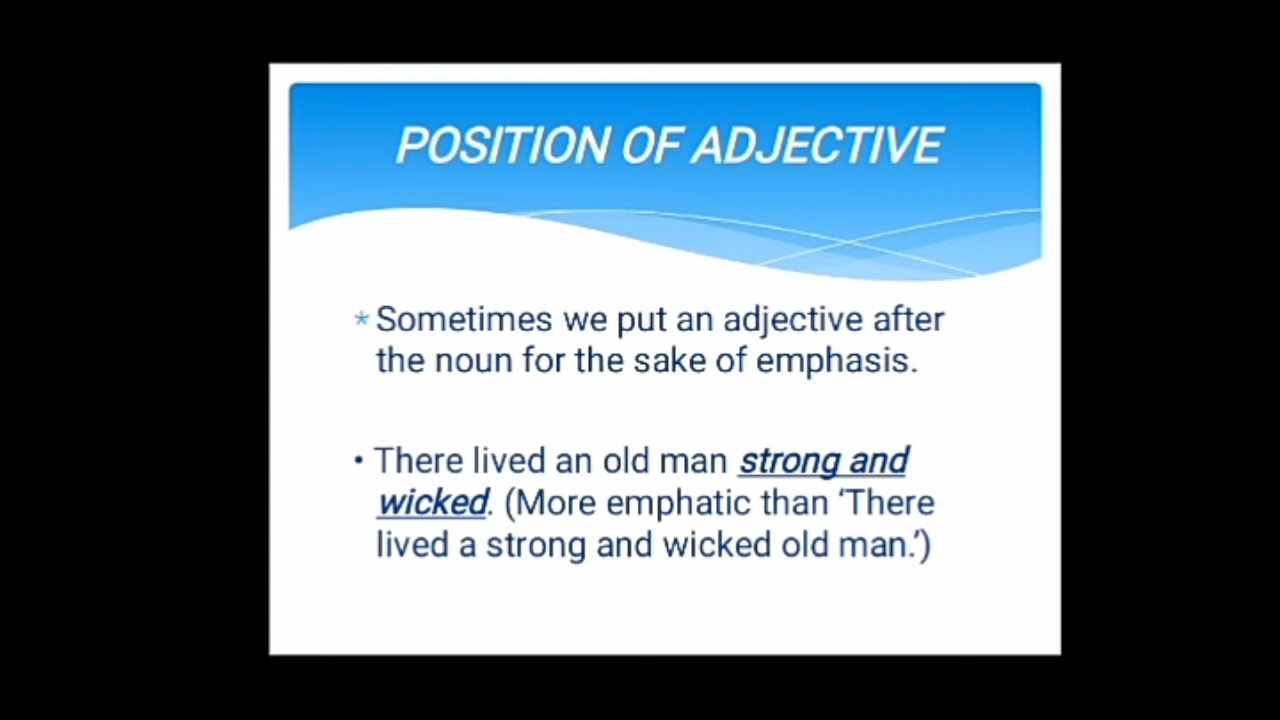 POSITION OF ADJECTIVE
* Sometimes we put an adjective after
the noun for the sake of emphasis.
• There lived an old man strong and
wicked. (More emphatic than ‘There
lived a strong and wicked old man.’)